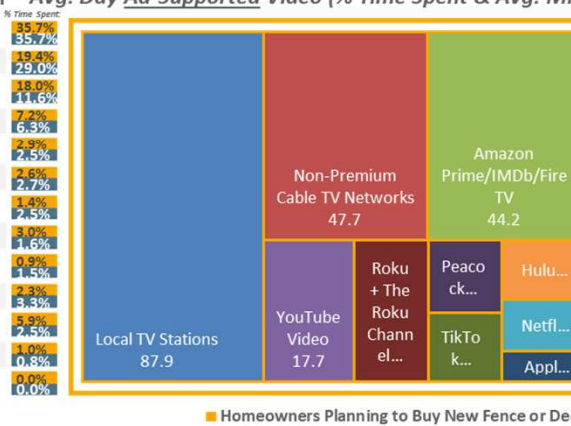 Avg. Day Ad-Supported Video (% Time Spent & Avg.
% Time Spent:
35.7%
35.7%
19.4%
29.0%
18.0%
11.6%
7.2%
6.3%
2.9%
2.5%
2.6%
2.7%
1.4%
2.5%
3.0%
1.6%
0.9%
1.5%
2.3%
3.3%
5.9%
2.5%
1.0%
0.8%
0.0%
0.0%
Local TV Stations
87.9
Non-Premium
Cable TV Networks
47.7
Amazon
Prime/IMDb/Fire
TV
44.2
YouTube
Video
17.7
Roku
+ The
Roku
Chann
el...
Peaco
ck...
TikTo
k...
Hulu...
Netfl...
Appl...
Homeowners Planning to Buy New Fence or